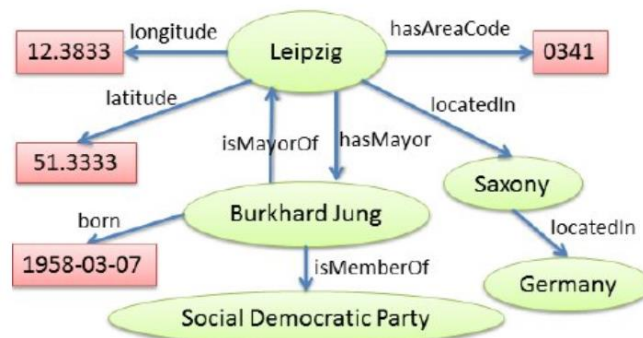 longitude
hasAreaCode
12.3833
Leipzig
0341
latitude
locatedIn
isMayorOf
hasMayor
51.3333
Saxony
born
Burkhard Jung
locatedIn
1958-03-07
isMemberOf
Germany
Social Democratic Party